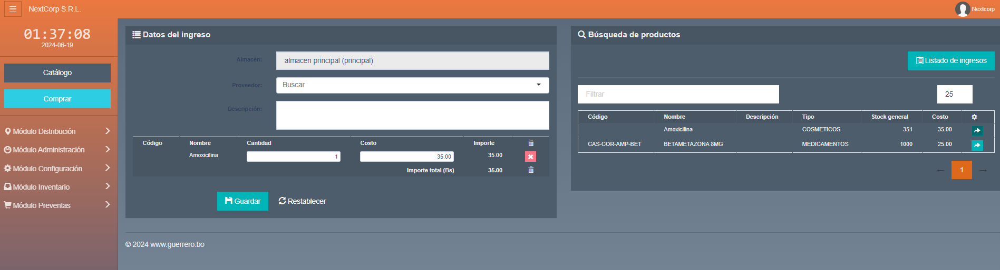 NextCorp S.R.L.
Nextcorp
01:37:08
2024-06-19
Catálogo
Comprar
Módulo Distribución
Módulo Administración
Módulo Configuración
Módulo Inventario
Módulo Preventas
Datos del ingreso
Almacén: almacen principal (principal)
Proveedor: Buscar
Descripción:
Código Nombre Cantidad Costo Importe
Amoxicilina 1 35.00 35.00
Importe total (Bs) 35.00
Guardar Restablecer
Búsqueda de productos
Listado de ingresos
Filtrar 25
Código Nombre Descripción Tipo Stock general Costo
Amoxicilina COSMETICOS 351 35.00
CAS-COR-AMP-BET BETAMETAZONA 8MG MEDICAMENTOS 1000 25.00
← 1 →
© 2024 www.guerrero.bo